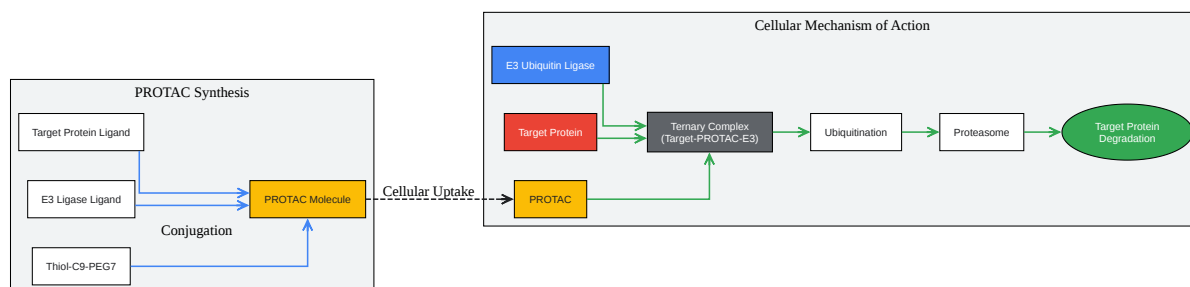 PROTAC Synthesis
Target Protein Ligand
E3 Ligase Ligand
PROTAC Molecule
Conjugation
Thiol-C9-PEG7
Cellular Uptake
Cellular Mechanism of Action
E3 Ubiquitin Ligase
Target Protein
Ternary Complex
(Target-PROTAC-E3)
Ubiquitination
Proteasome
Target Protein
Degradation
PROTAC